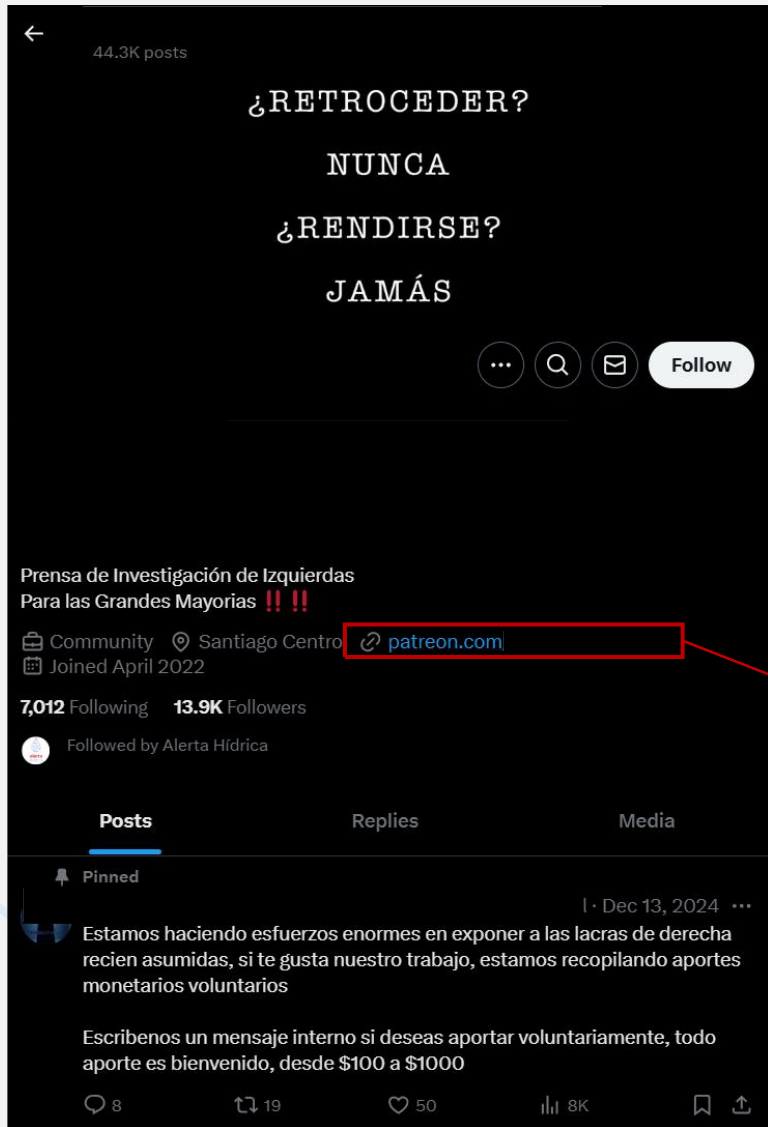 44.3K posts
¿RETROCEDER?
NUNCA
¿RENDIRSE?
JAMÁS
Follow
Prensa de Investigación de Izquierdas
Para las Grandes Mayorias ‼️ ‼️
Community Santiago Centro patreon.com
Joined April 2022
7,012 Following 13.9K Followers
Followed by Alerta Hídrica
Posts Replies Media
Pinned
· Dec 13, 2024
Estamos haciendo esfuerzos enormes en exponer a las lacras de derecha
recien asumidas, si te gusta nuestro trabajo, estamos recopilando aportes
monetarios voluntarios
Escribenos un mensaje interno si deseas aportar voluntariamente, todo
aporte es bienvenido, desde $100 a $1000
8 19 50 8K